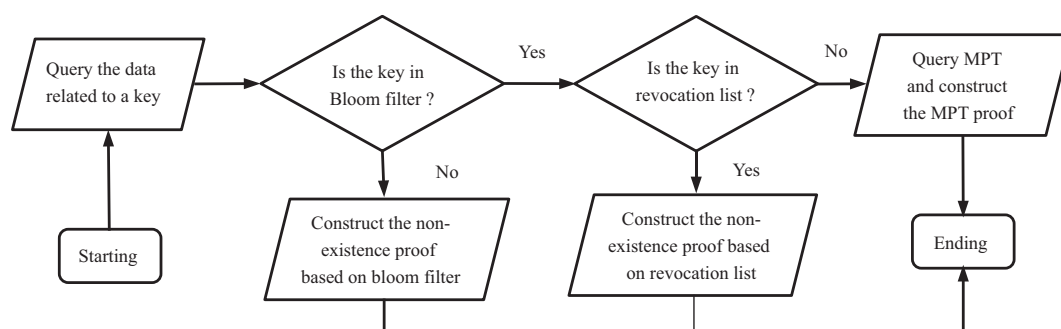 Query the data
related to a key
Is the key in
Bloom filter ?
Yes
Is the key in
revocation list ?
No
Query MPT
and construct
the MPT proof
No
Yes
Starting
Construct the non-
existence proof
based on bloom filter
Construct the non-
existence proof based
on revocation list
Ending